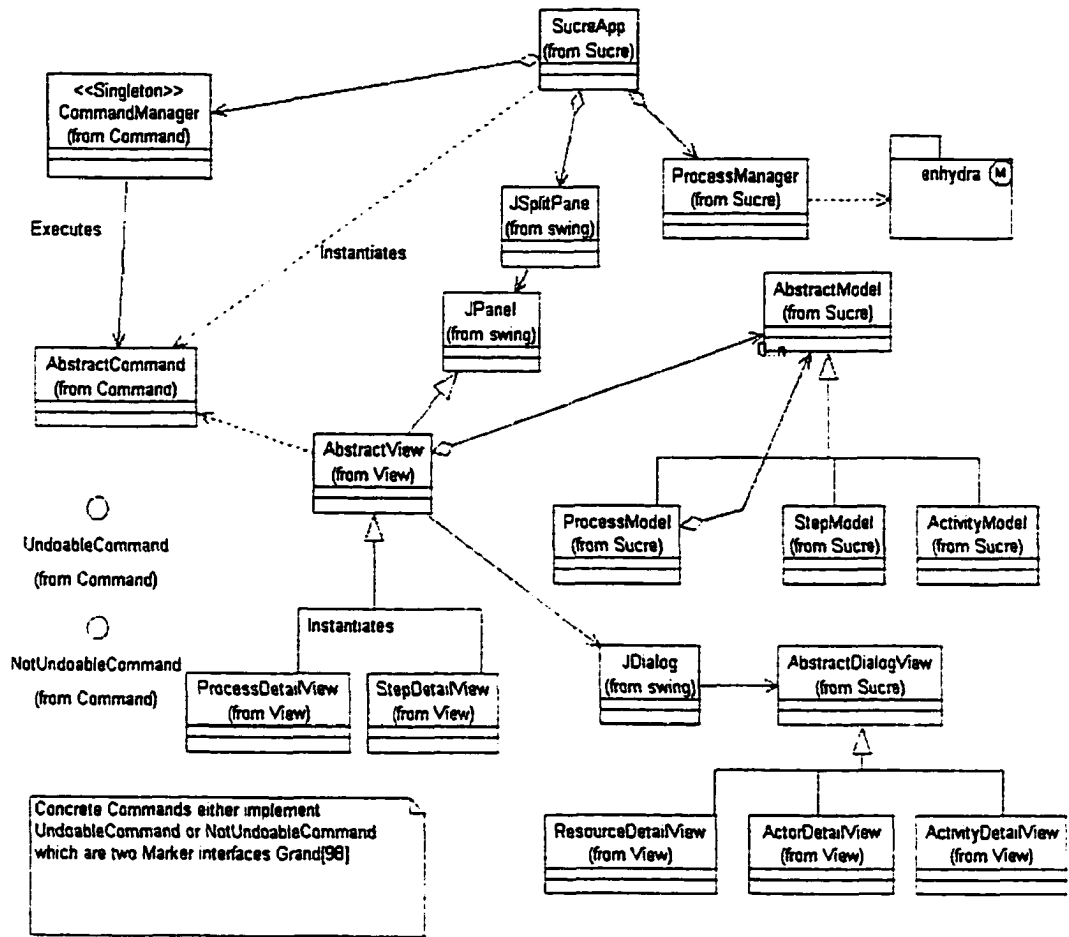 SucreApp
(from Sucre)
<<Singleton>>
CommandManager
(from Command)
ProcessManager
(from Sucre)
enhydra M
JSplitPane
(from swing)
Executes
Instantiates
JPanel
(from swing)
AbstractModel
(from Sucre)
0..n
AbstractCommand
(from Command)
AbstractView
(from View)
ProcessModel
(from Sucre)
StepModel
(from Sucre)
ActivityModel
(from Sucre)
UndoableCommand
(from Command)
NotUndoableCommand
(from Command)
Instantiates
ProcessDetailView
(from View)
StepDetailView
(from View)
JDialog
(from swing)
AbstractDialogView
(from Sucre)
Concrete Commands either implement
UndoableCommand or NotUndoableCommand
which are two Marker interfaces Grand[98]
ResourceDetailView
(from View)
ActorDetailView
(from View)
ActivityDetailView
(from View)